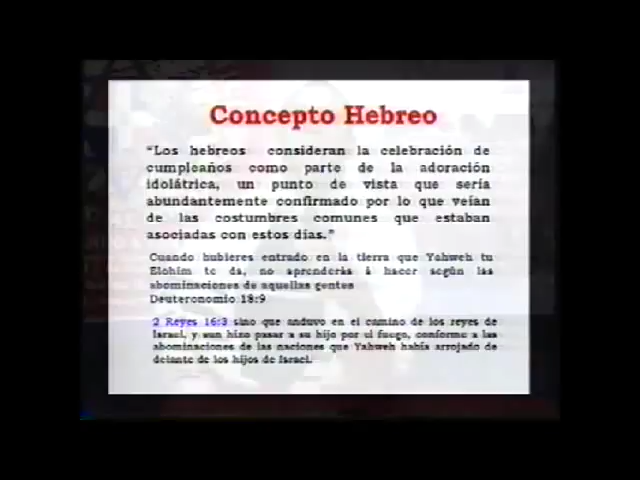 Concepto Hebreo
“Los hebreos consideran la celebración de
cumpleaños como parte de la adoración
idolátrica, un punto de vista que sería
abundantemente confirmado por lo que veían
de las costumbres comunes que estaban
asociadas con estos días.”
Cuando hubieres entrado en la tierra que Yahweh tu
Elohim te da, no aprenderás á hacer según las
abominaciones de aquellas gentes
Deuteronomio 18:9
2 Reyes 16:3 sino que anduvo en el camino de los reyes de
Israel, y aun hizo pasar a su hijo por el fuego, conforme a las
abominaciones de las naciones que Yahweh había arrojado de
delante de los hijos de Israel.